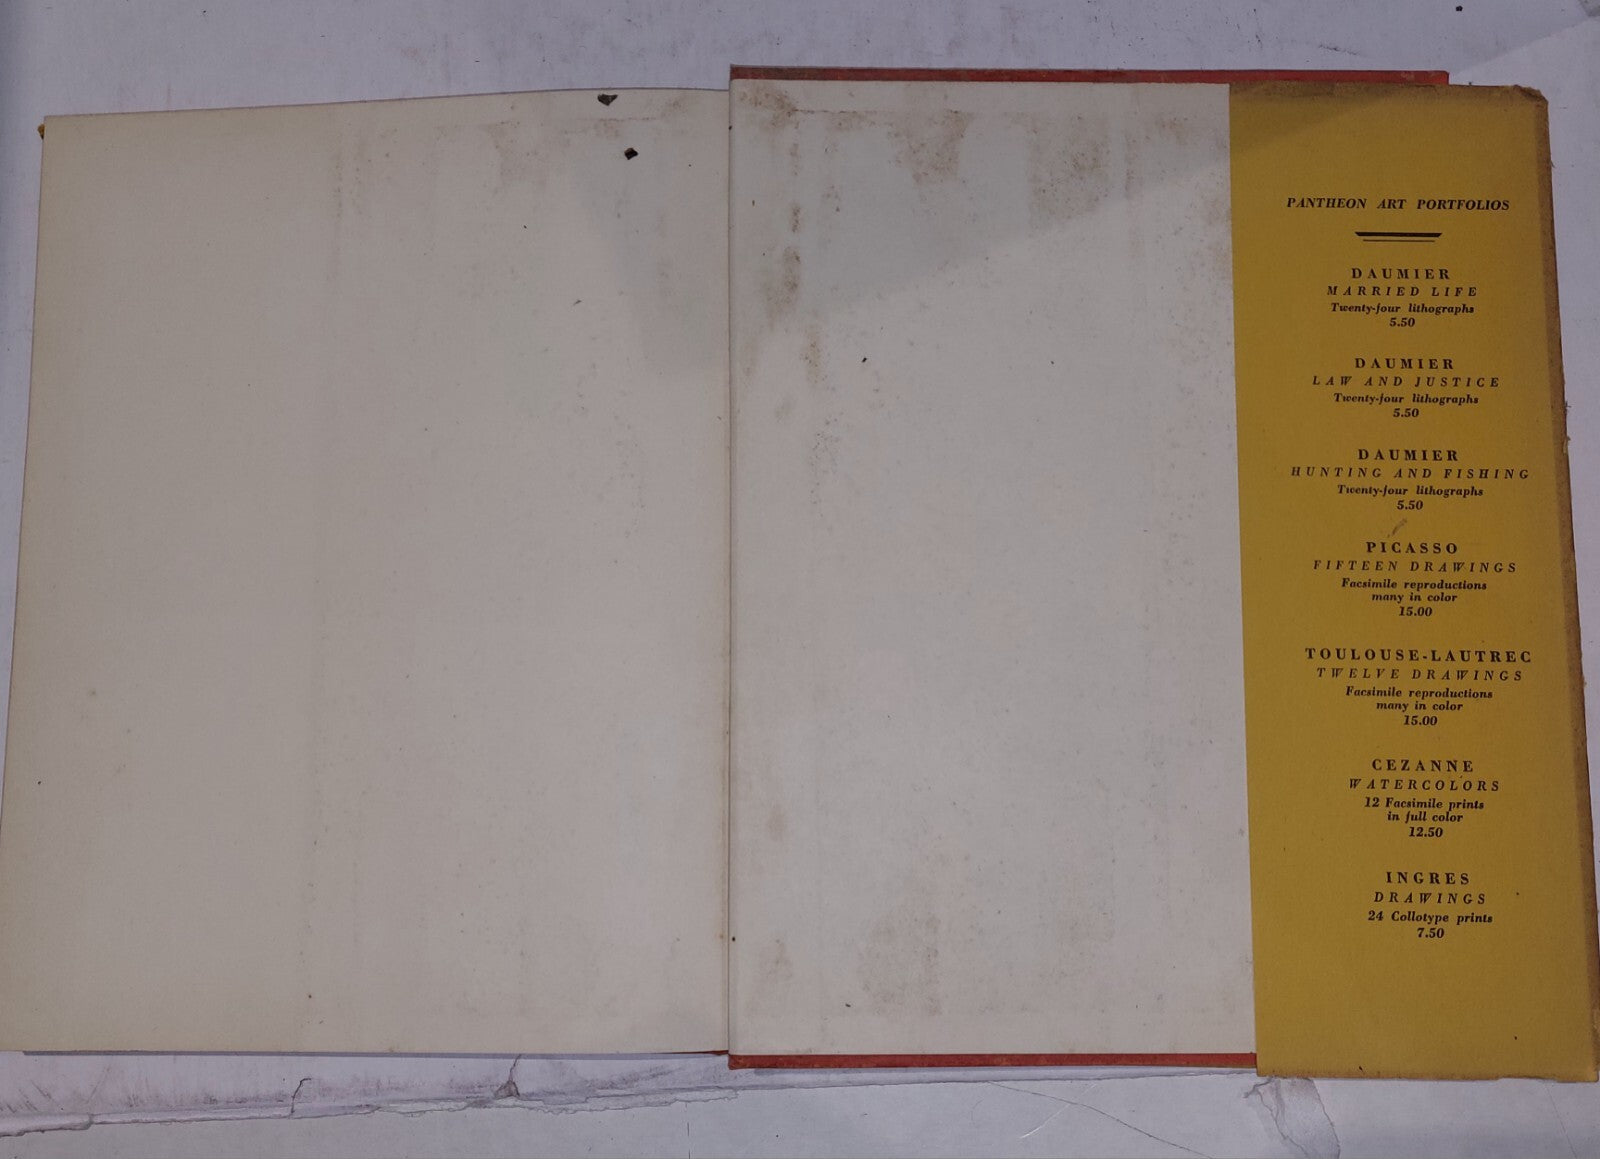 PANTHEON ART PORTFOLIOS
DAUMIER
MARRIED LIFE
Twenty-four lithographs
5.50
DAUMIER
LAW AND JUSTICE
Twenty-four lithographs
5.50
DAUMIER
HUNTING AND FISHING
Twenty-four lithographs
5.50
PICASSO
FIFTEEN DRAWINGS
Facsimile reproductions
many in color
15.00
TOULOUSE-LAUTREC
TWELVE DRAWINGS
Facsimile reproductions
many in color
15.00
CEZANNE
WATERCOLORS
12 Facsimile prints
in full color
12.50
INGRES
DRAWINGS
24 Collotype prints
7.50